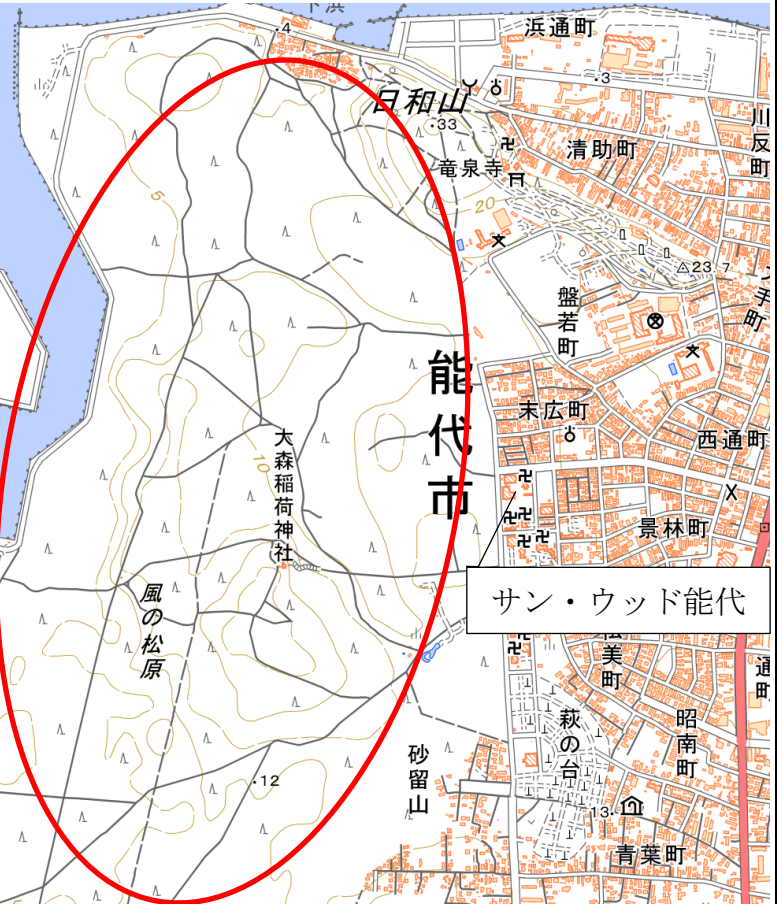 浜通町
4
3
日和山
33
川反町
清助町
竜泉寺
20
5
23.7
盤若町
能代市
末広町
西通町
大森稲荷神社
10
景林町
サン・ウッド能代
風の松原
美町
通町
萩の台
昭南町
砂留山
12
13
青葉町